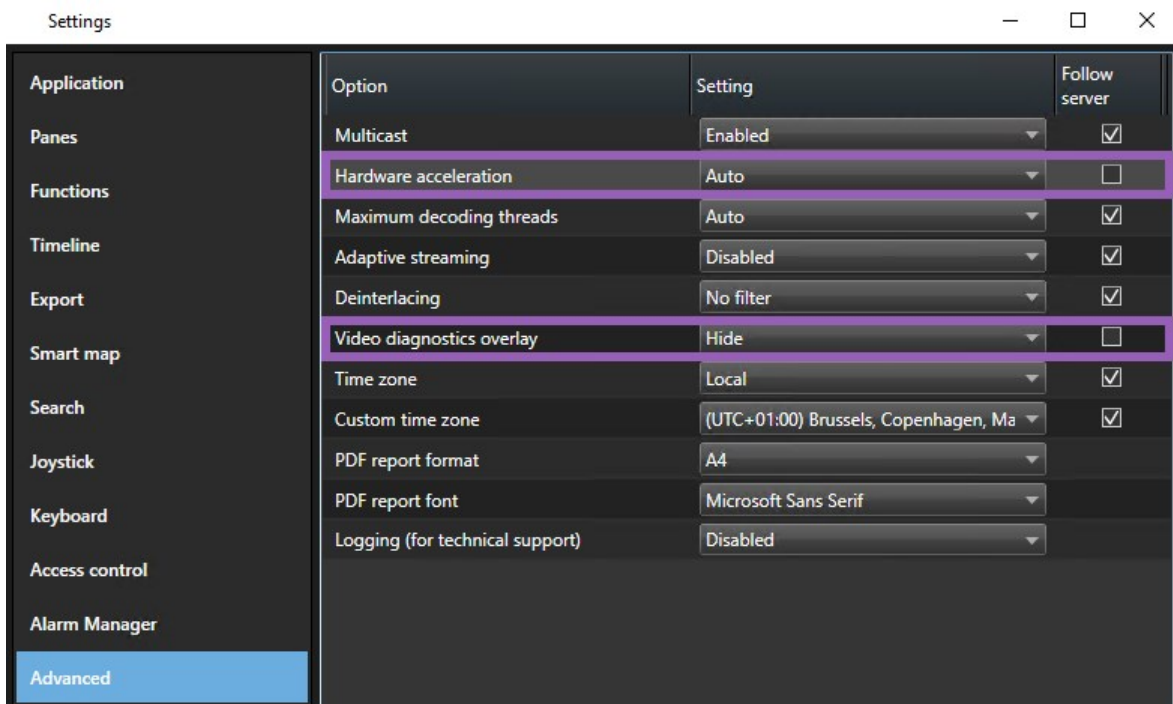 Settings
Application
Panes
Functions
Timeline
Export
Smart map
Search
Joystick
Keyboard
Access control
Alarm Manager
Advanced
Option Setting Follow server
Multicast Enabled
Hardware acceleration Auto
Maximum decoding threads Auto
Adaptive streaming Disabled
Deinterlacing No filter
Video diagnostics overlay Hide
Time zone Local
Custom time zone (UTC+01:00) Brussels, Copenhagen, Ma
PDF report format A4
PDF report font Microsoft Sans Serif
Logging (for technical support) Disabled